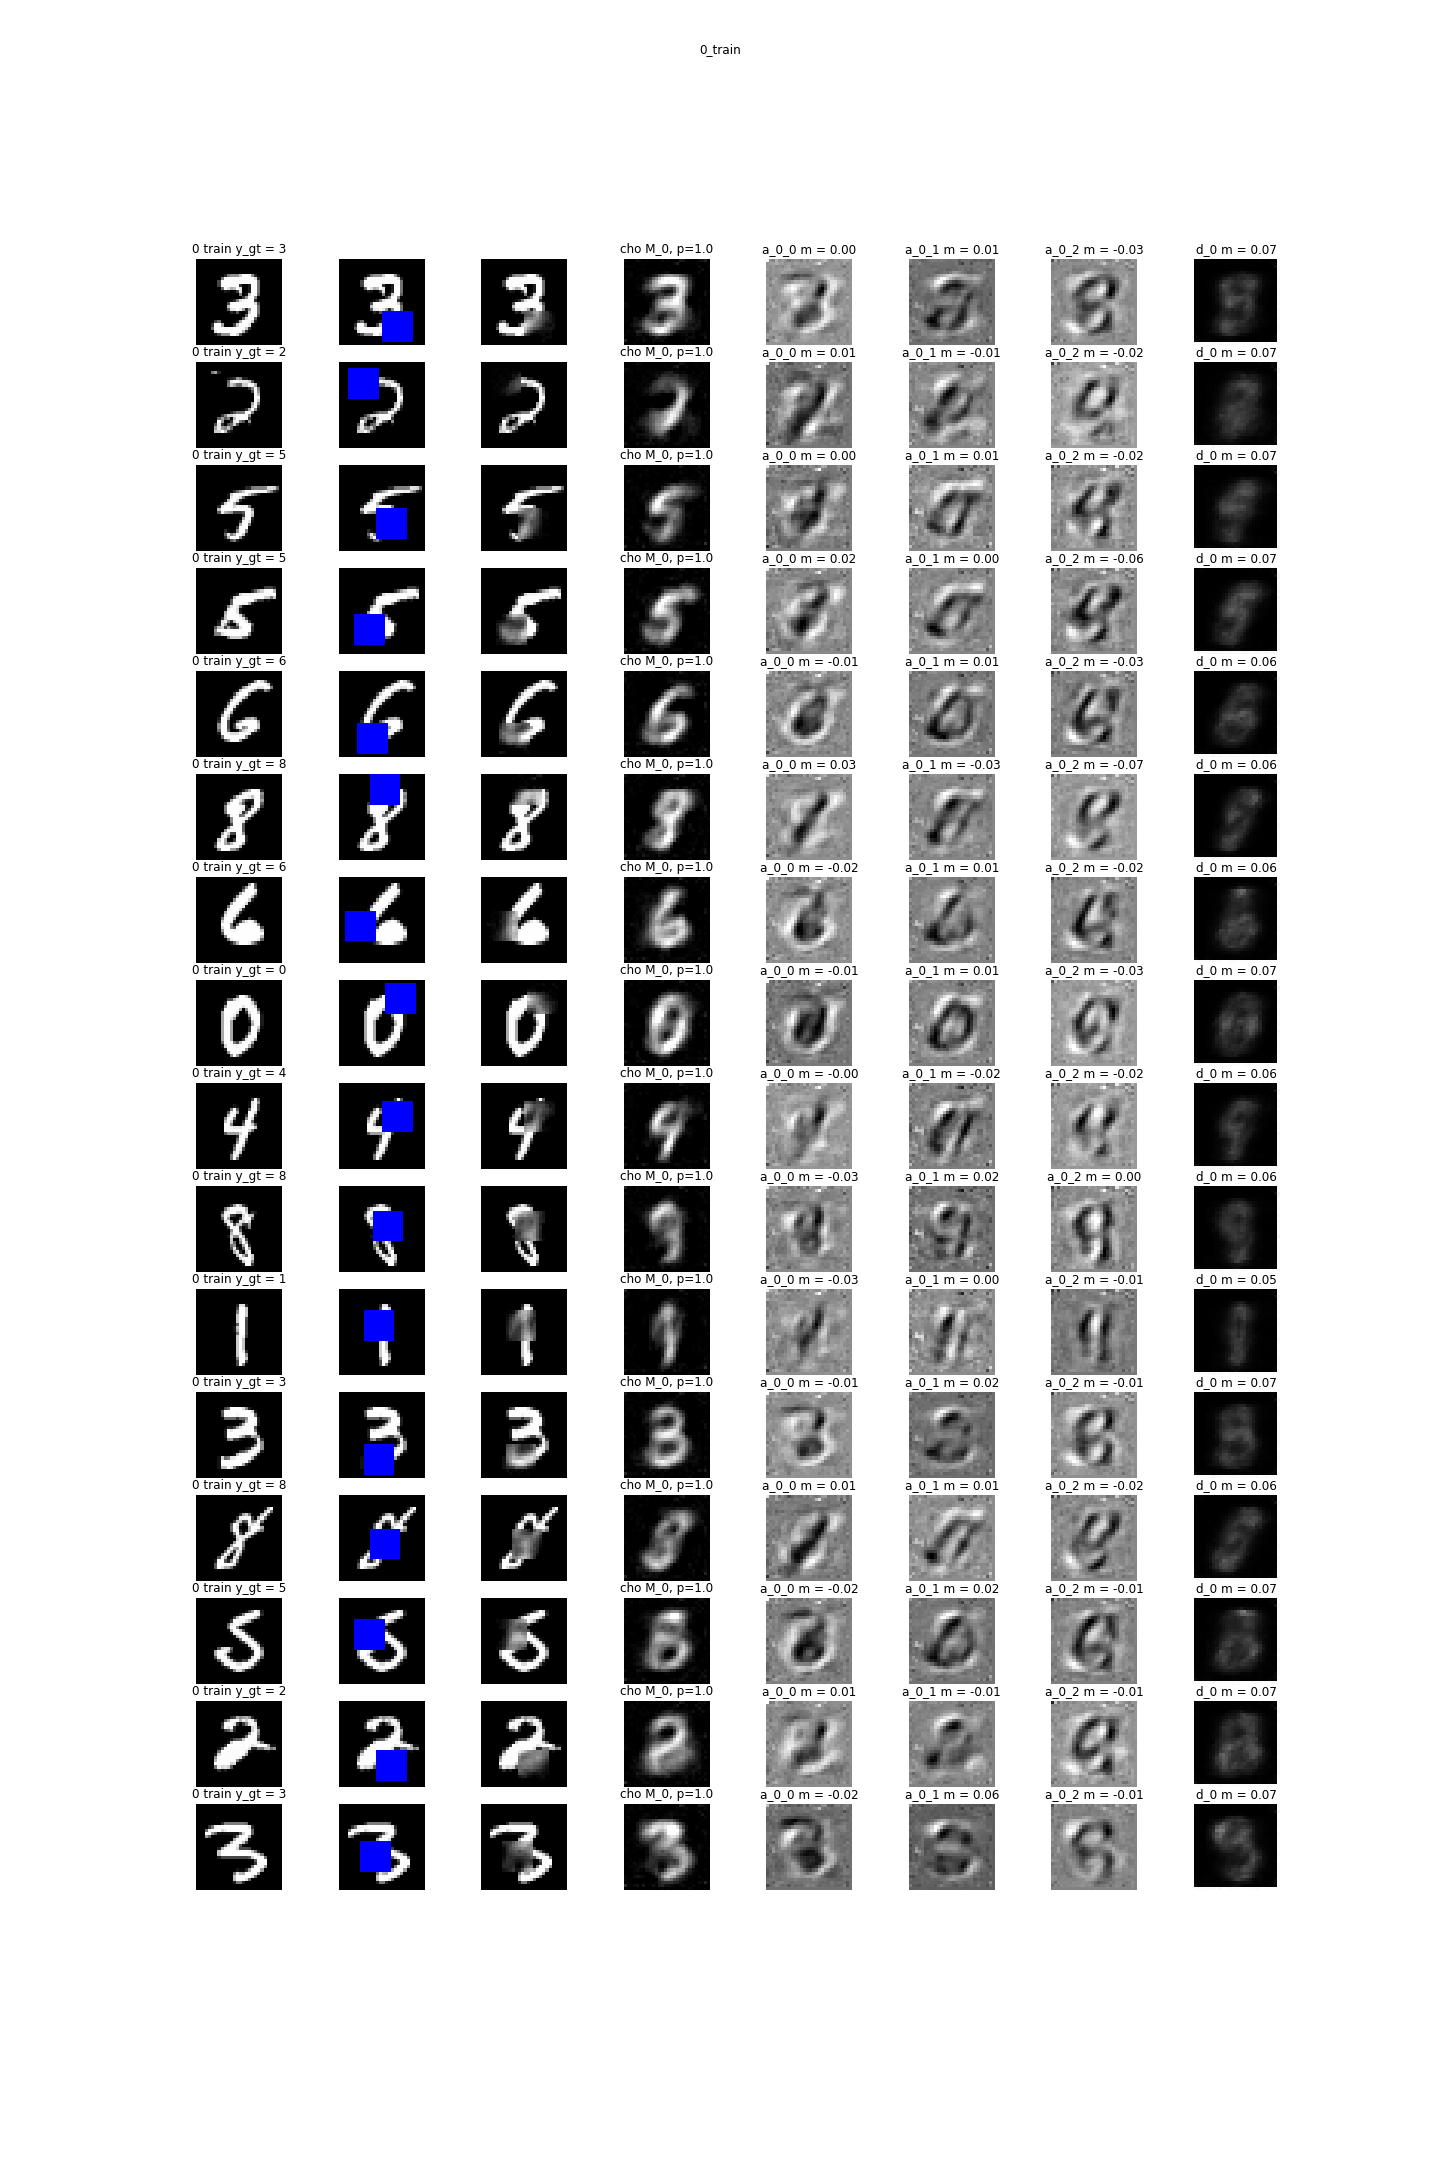 0_train
0 train y_gt = 3 cho M_0, p=1.0 a_0_0 m = 0.00 a_0_1 m = 0.01 a_0_2 m = -0.03 d_0 m = 0.07
0 train y_gt = 2 cho M_0, p=1.0 a_0_0 m = 0.01 a_0_1 m = -0.01 a_0_2 m = -0.02 d_0 m = 0.07
0 train y_gt = 5 cho M_0, p=1.0 a_0_0 m = 0.00 a_0_1 m = 0.01 a_0_2 m = -0.02 d_0 m = 0.07
0 train y_gt = 5 cho M_0, p=1.0 a_0_0 m = 0.02 a_0_1 m = 0.00 a_0_2 m = -0.06 d_0 m = 0.07
0 train y_gt = 6 cho M_0, p=1.0 a_0_0 m = -0.01 a_0_1 m = 0.01 a_0_2 m = -0.03 d_0 m = 0.06
0 train y_gt = 8 cho M_0, p=1.0 a_0_0 m = 0.03 a_0_1 m = -0.03 a_0_2 m = -0.07 d_0 m = 0.06
0 train y_gt = 6 cho M_0, p=1.0 a_0_0 m = -0.02 a_0_1 m = 0.01 a_0_2 m = -0.02 d_0 m = 0.06
0 train y_gt = 0 cho M_0, p=1.0 a_0_0 m = -0.01 a_0_1 m = 0.01 a_0_2 m = -0.03 d_0 m = 0.07
0 train y_gt = 4 cho M_0, p=1.0 a_0_0 m = -0.00 a_0_1 m = -0.02 a_0_2 m = -0.02 d_0 m = 0.06
0 train y_gt = 8 cho M_0, p=1.0 a_0_0 m = -0.03 a_0_1 m = 0.02 a_0_2 m = 0.00 d_0 m = 0.06
0 train y_gt = 1 cho M_0, p=1.0 a_0_0 m = -0.03 a_0_1 m = 0.00 a_0_2 m = -0.01 d_0 m = 0.05
0 train y_gt = 3 cho M_0, p=1.0 a_0_0 m = -0.01 a_0_1 m = 0.02 a_0_2 m = -0.01 d_0 m = 0.07
0 train y_gt = 8 cho M_0, p=1.0 a_0_0 m = 0.01 a_0_1 m = 0.01 a_0_2 m = -0.02 d_0 m = 0.06
0 train y_gt = 5 cho M_0, p=1.0 a_0_0 m = -0.02 a_0_1 m = 0.02 a_0_2 m = -0.01 d_0 m = 0.07
0 train y_gt = 2 cho M_0, p=1.0 a_0_0 m = 0.01 a_0_1 m = -0.01 a_0_2 m = -0.01 d_0 m = 0.07
0 train y_gt = 3 cho M_0, p=1.0 a_0_0 m = -0.02 a_0_1 m = 0.06 a_0_2 m = -0.01 d_0 m = 0.07